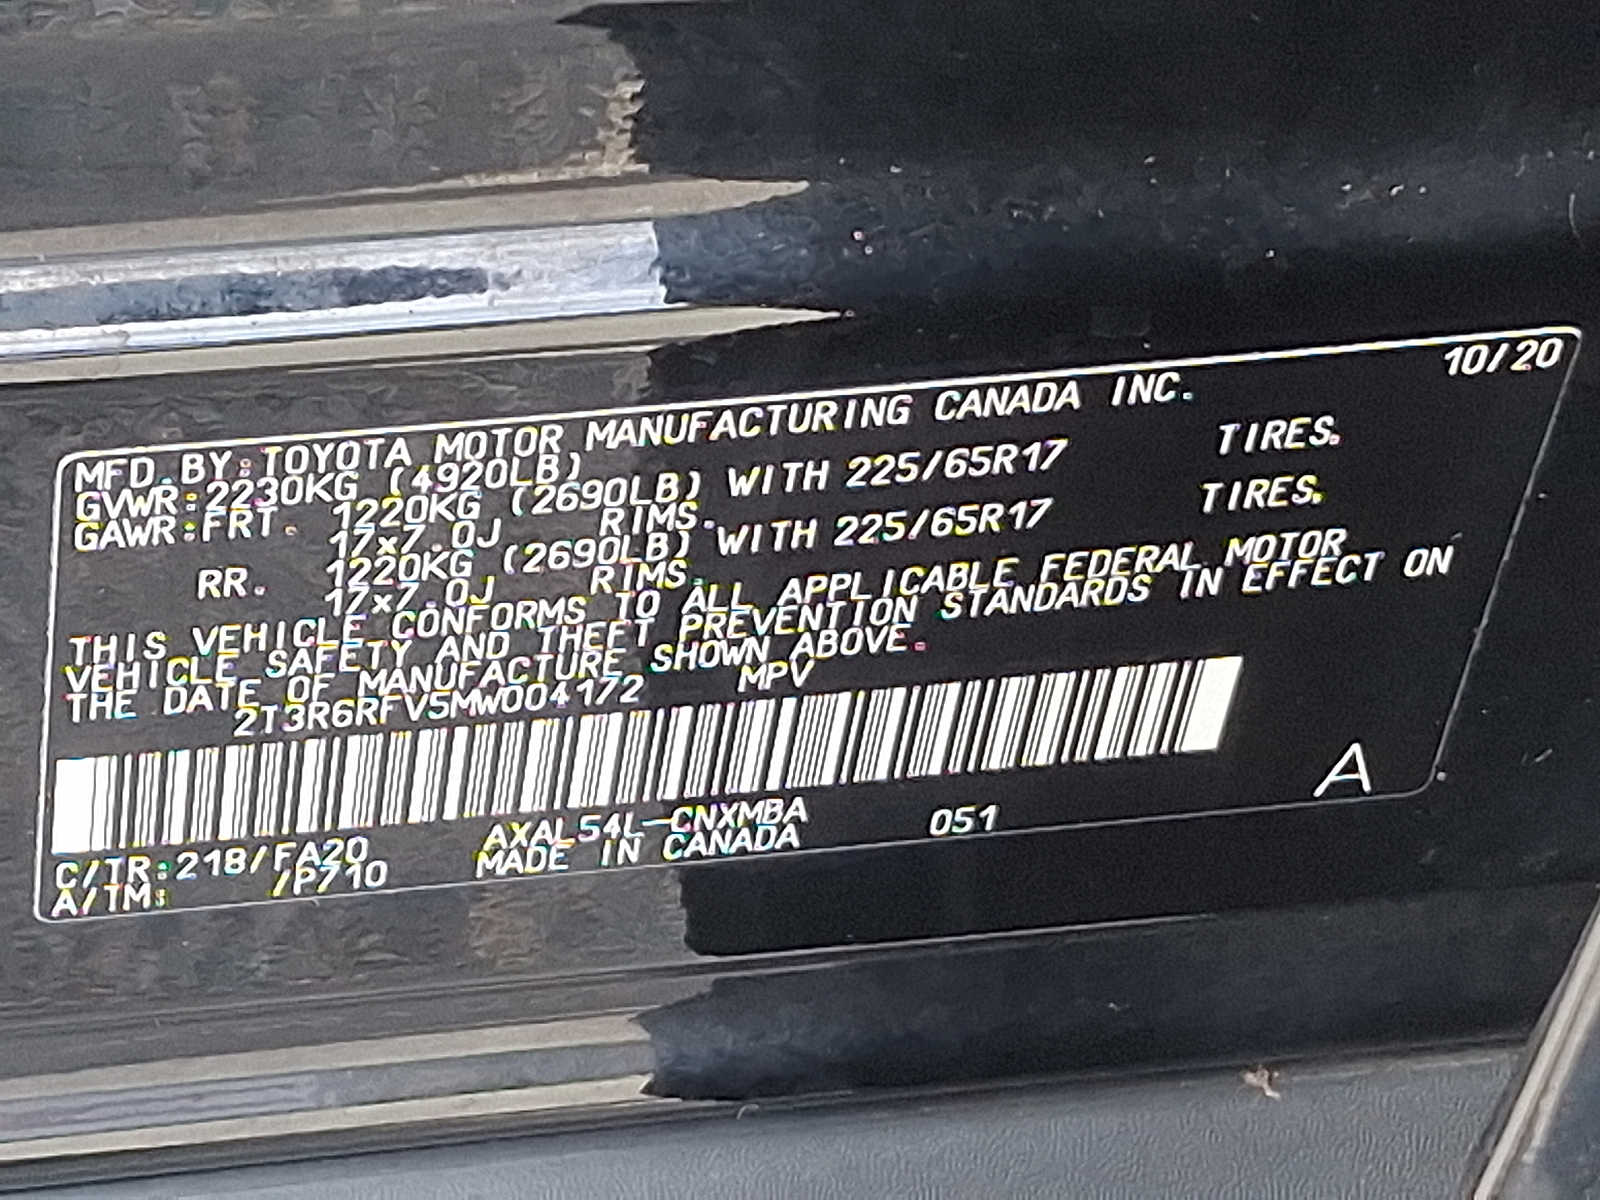 10/20
MFD.BY:TOYOTA MOTOR MANUFACTURING CANADA INC.
GVWR:2230KG (4920LB)
GAWR:FRT. 1220KG (2690LB) WITH 225/65R17 TIRES.
17x7.0J RIMS.
RR. 1220KG (2690LB) WITH 225/65R17 TIRES.
17x7.0J RIMS.
THIS VEHICLE CONFORMS TO ALL APPLICABLE FEDERAL MOTOR
VEHICLE SAFETY AND THEFT PREVENTION STANDARDS IN EFFECT ON
THE DATE OF MANUFACTURE SHOWN ABOVE.
2T3R6RFV5MW004172 MPV
A
C/TR:218/FA20 AXAL54L-CNXMBA 051
A/TM: /P710 MADE IN CANADA